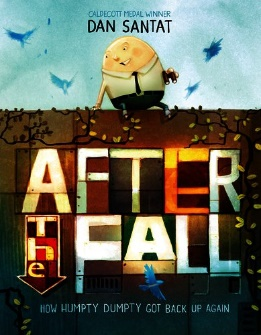 CALDECOTT MEDAL WINNER
DAN SANTAT
AFTER
The FALL
HOW HUMPTY DUMPTY GOT BACK UP AGAIN